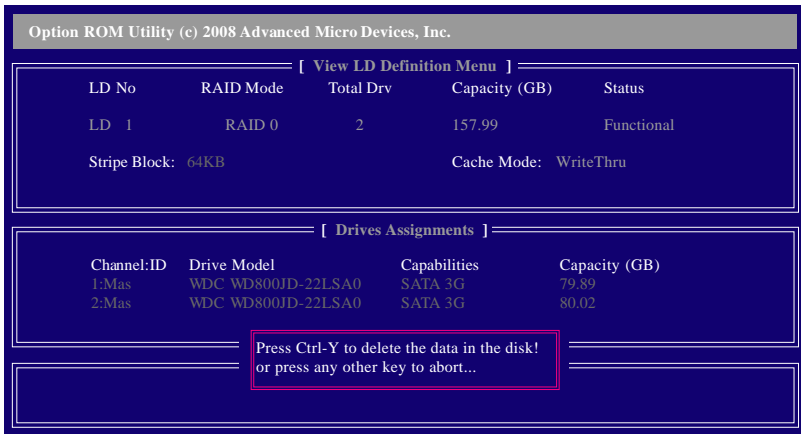 Option ROM Utility (c) 2008 Advanced Micro Devices, Inc.
[ View LD Definition Menu ]
LD No RAID Mode Total Drv Capacity (GB) Status
LD 1 RAID 0 2 157.99 Functional
Stripe Block: 64KB Cache Mode: WriteThru
[ Drives Assignments ]
Channel:ID Drive Model Capabilities Capacity (GB)
1:Mas WDC WD800JD-22LSA0 SATA 3G 79.89
2:Mas WDC WD800JD-22LSA0 SATA 3G 80.02
Press Ctrl-Y to delete the data in the disk!
or press any other key to abort...